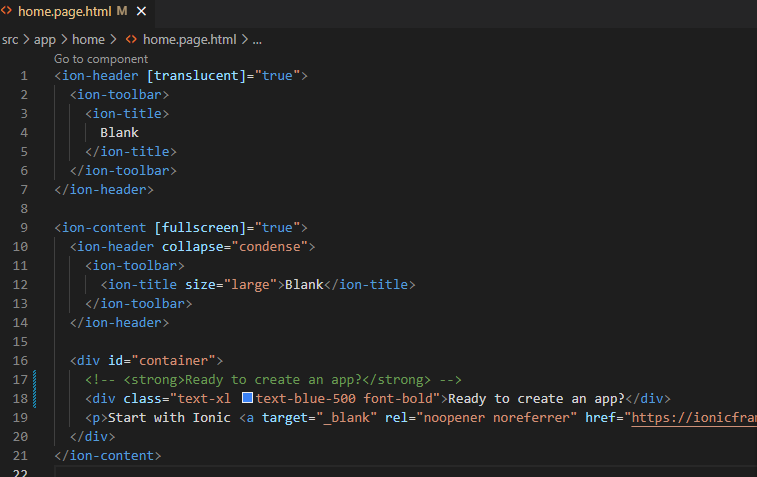 <> home.page.html M ×
src > app > home > <> home.page.html > ...
Go to component
1 <ion-header [translucent]="true">
2 <ion-toolbar>
3 <ion-title>
4 Blank
5 </ion-title>
6 </ion-toolbar>
7 </ion-header>
8
9 <ion-content [fullscreen]="true">
10 <ion-header collapse="condense">
11 <ion-toolbar>
12 <ion-title size="large">Blank</ion-title>
13 </ion-toolbar>
14 </ion-header>
15
16 <div id="container">
17 <!-- <strong>Ready to create an app?</strong> -->
18 <div class="text-xl text-blue-500 font-bold">Ready to create an app?</div>
19 <p>Start with Ionic <a target="_blank" rel="noopener noreferrer" href="https://ionicfra
20 </div>
21 </ion-content>
22